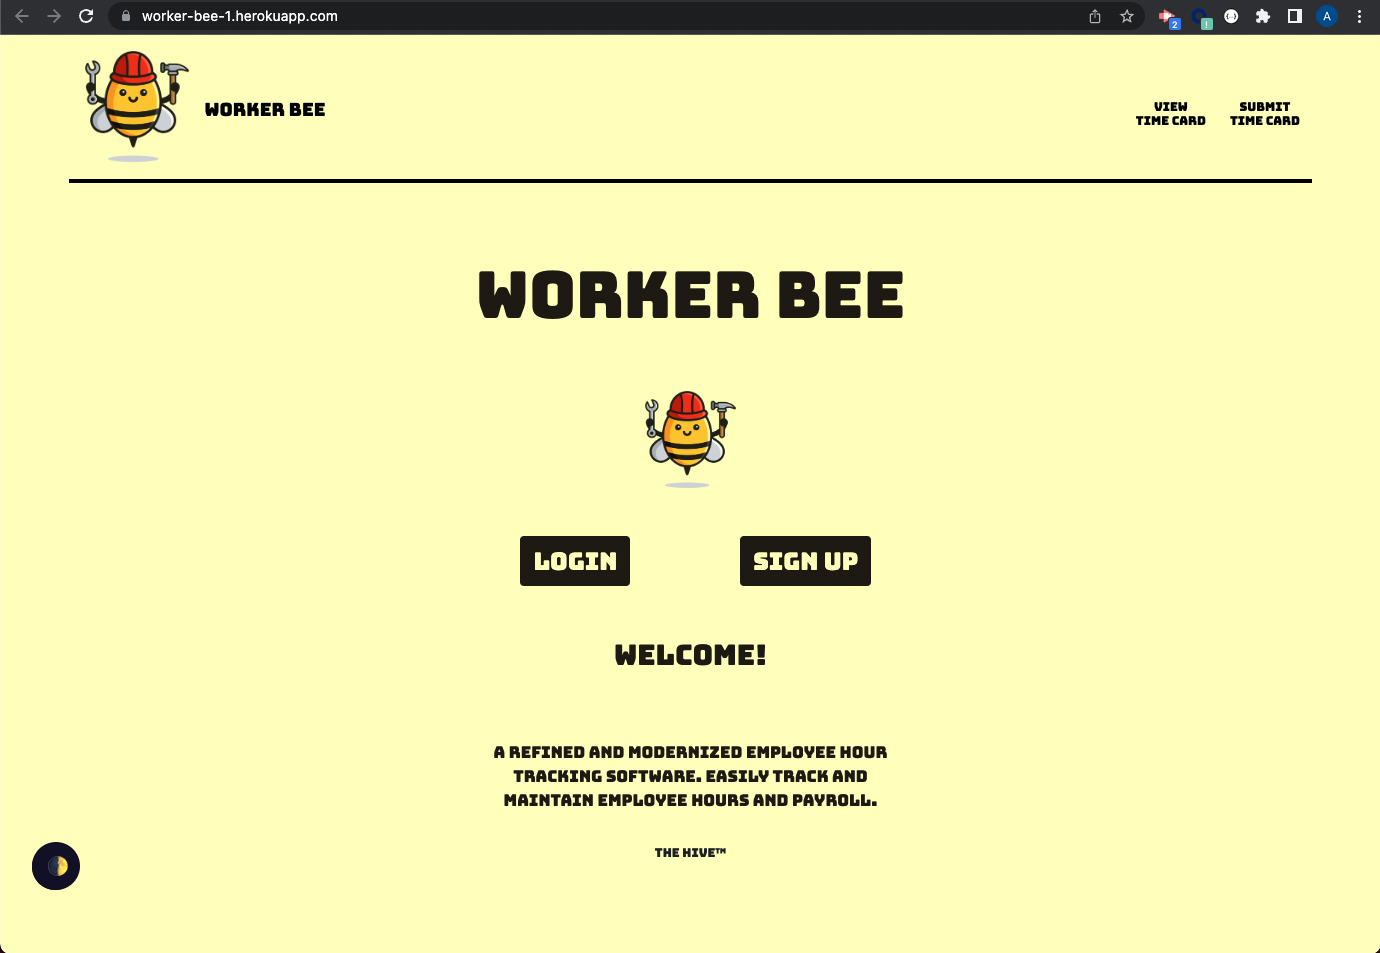 worker-bee-1.herokuapp.com
2
!
A
WORKER BEE
VIEW
TIME CARD
SUBMIT
TIME CARD
WORKER BEE
LOGIN
SIGN UP
WELCOME!
A REFINED AND MODERNIZED EMPLOYEE HOUR
TRACKING SOFTWARE. EASILY TRACK AND
MAINTAIN EMPLOYEE HOURS AND PAYROLL.
THE HIVE™